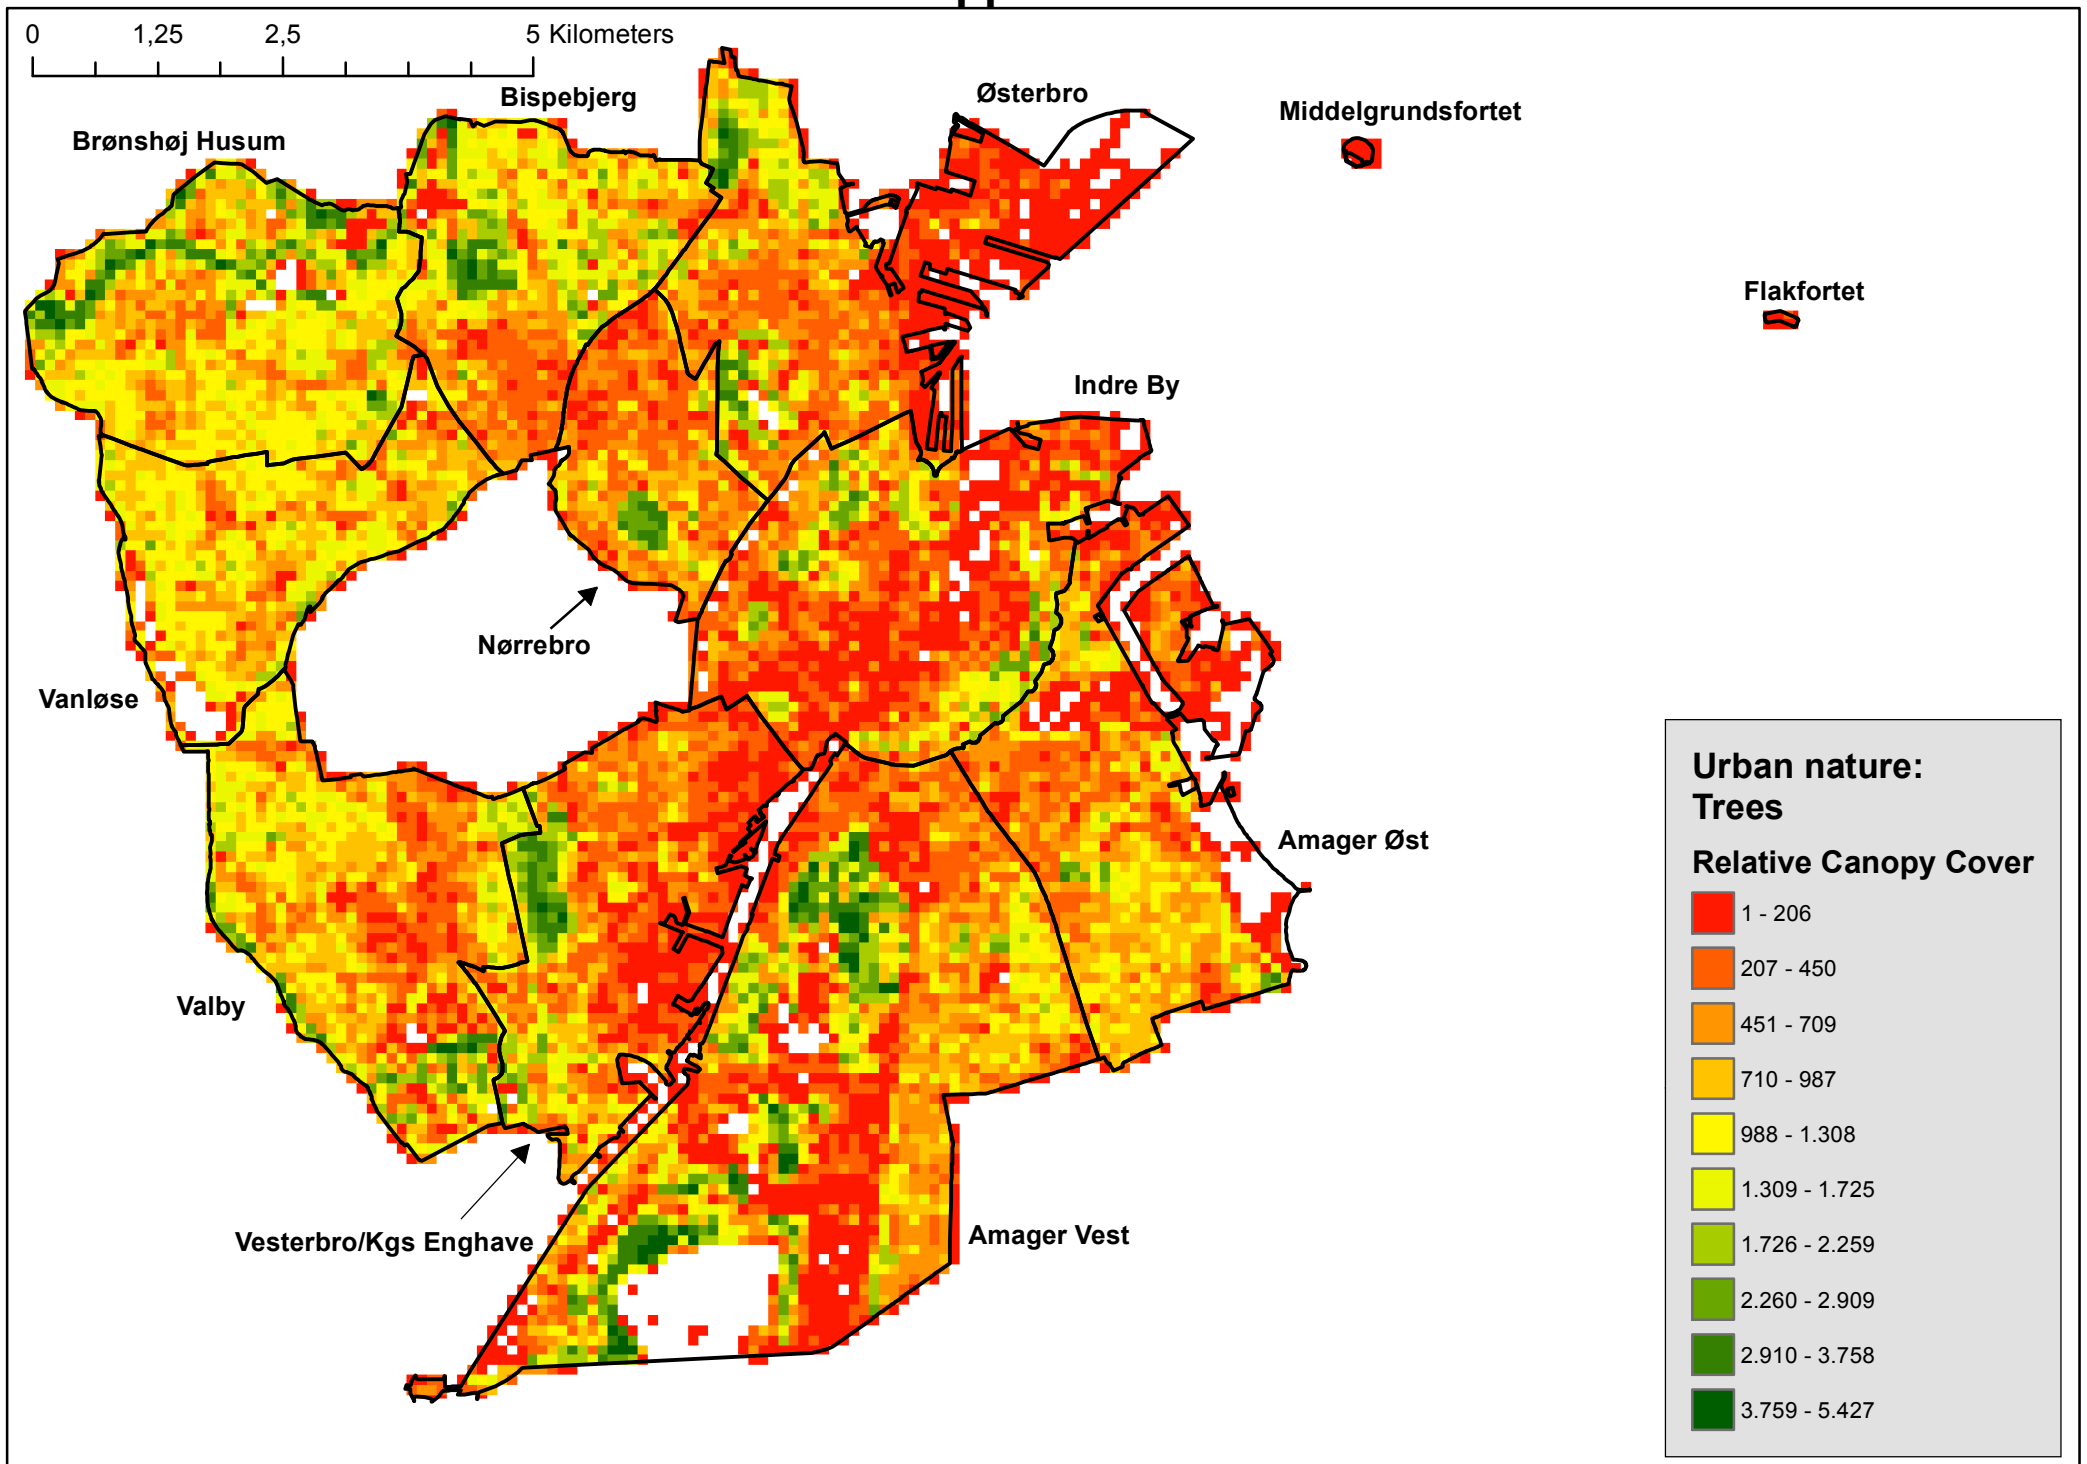 0 1,25 2,5 5 Kilometers
Bispebjerg
Østerbro
Middelgrundsfortet
Brønshøj Husum
Flakfortet
Indre By
Nørrebro
Vanløse
Amager Øst
Valby
Vesterbro/Kgs Enghave
Amager Vest
Urban nature:
Trees
Relative Canopy Cover
1 - 206
207 - 450
451 - 709
710 - 987
988 - 1.308
1.309 - 1.725
1.726 - 2.259
2.260 - 2.909
2.910 - 3.758
3.759 - 5.427